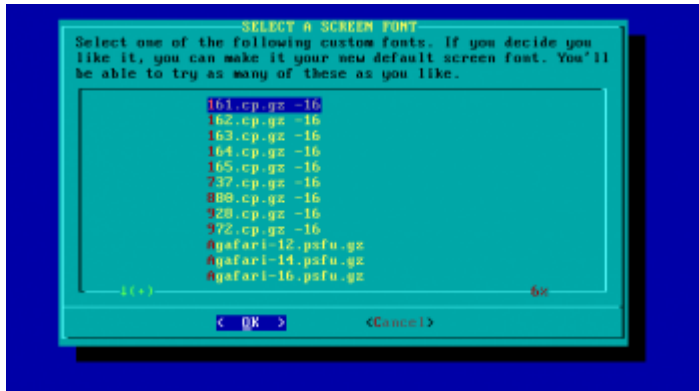 SELECT A SCREEN FONT
Select one of the following custom fonts. If you decide you
like it, you can make it your new default screen font. You'll
be able to try as many of these as you like.
161.cp.gz -16
162.cp.gz -16
163.cp.gz -16
164.cp.gz -16
165.cp.gz -16
737.cp.gz -16
880.cp.gz -16
928.cp.gz -16
972.cp.gz -16
Agafari-12.psfu.gz
Agafari-14.psfu.gz
Agafari-16.psfu.gz
↓(+) 6%
< OK > <Cancel>